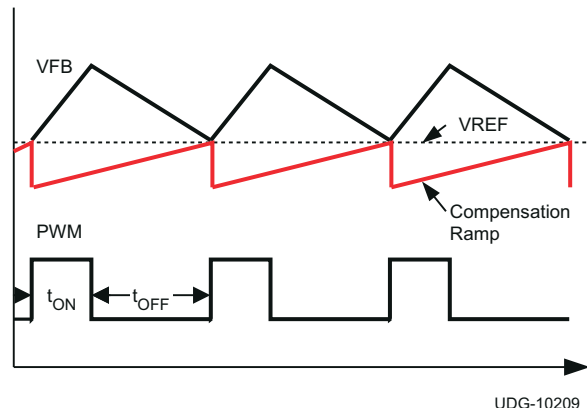 VFB
VREF
Compensation
Ramp
PWM
tON
tOFF
UDG-10209